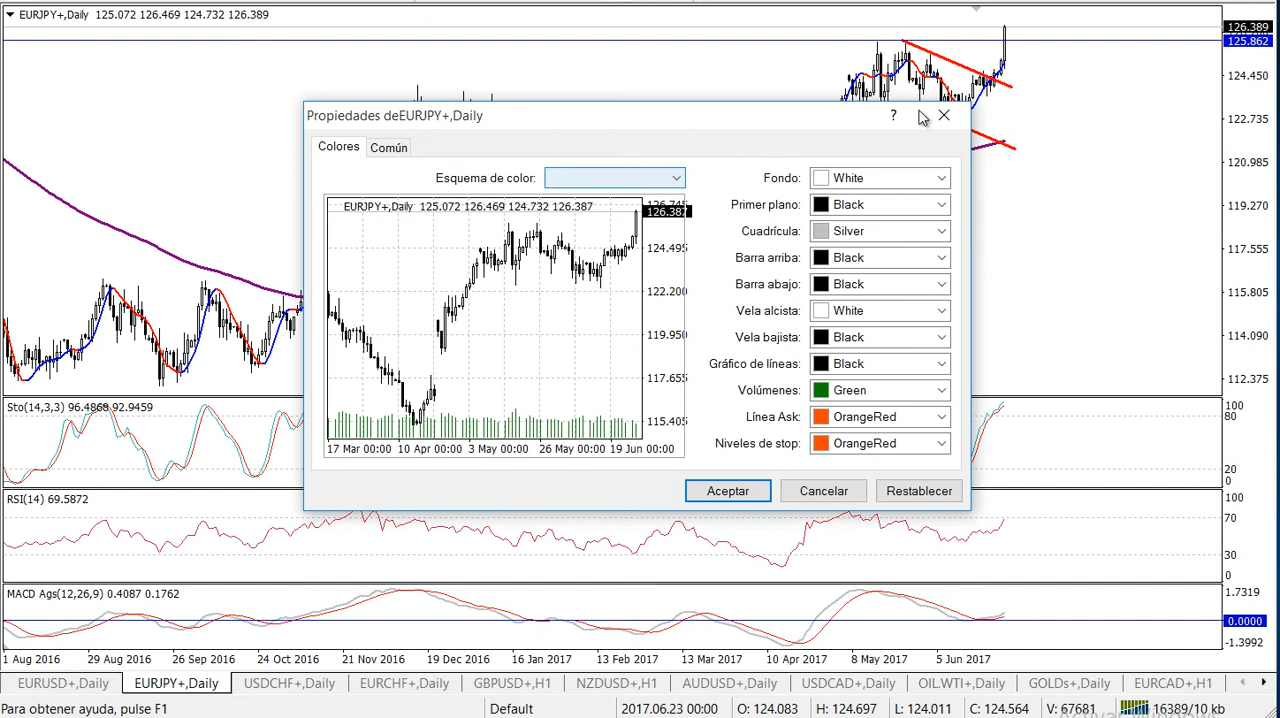 EURJPY+,Daily 125.072 126.469 124.732 126.389
126.389
125.862
124.450
122.735
120.985
119.270
117.555
115.805
114.090
112.375
Propiedades deEURJPY+,Daily
?
Colores
Común
Esquema de color:
EURJPY+,Daily 125.072 126.469 124.732 126.387
126.745
126.387
124.495
122.200
119.950
117.655
115.405
17 Mar 00:00 10 Apr 00:00 3 May 00:00 26 May 00:00 19 Jun 00:00
Fondo: White
Primer plano: Black
Cuadrícula: Silver
Barra arriba: Black
Barra abajo: Black
Vela alcista: White
Vela bajista: Black
Gráfico de líneas: Black
Volúmenes: Green
Línea Ask: OrangeRed
Niveles de stop: OrangeRed
Aceptar
Cancelar
Restablecer
Sto(14,3,3) 96.4868 92.9459
100
80
20
0
RSI(14) 69.5872
100
70
30
0
MACD Ags(12,26,9) 0.4087 0.1762
1.7319
0.0000
-1.3992
1 Aug 2016 29 Aug 2016 26 Sep 2016 24 Oct 2016 21 Nov 2016 19 Dec 2016 16 Jan 2017 13 Feb 2017 13 Mar 2017 10 Apr 2017 8 May 2017 5 Jun 2017
EURUSD+,Daily EURJPY+,Daily USDCHF+,Daily EURCHF+,Daily GBPUSD+,H1 NZDUSD+,H1 AUDUSD+,Daily USDCAD+,Daily OILWTI+,Daily GOLDs+,Daily EURCAD+,H1
Para obtener ayuda, pulse F1 Default 2017.06.23 00:00 O: 124.083 H: 124.697 L: 124.011 C: 124.564 V: 67681 16389/10 kb